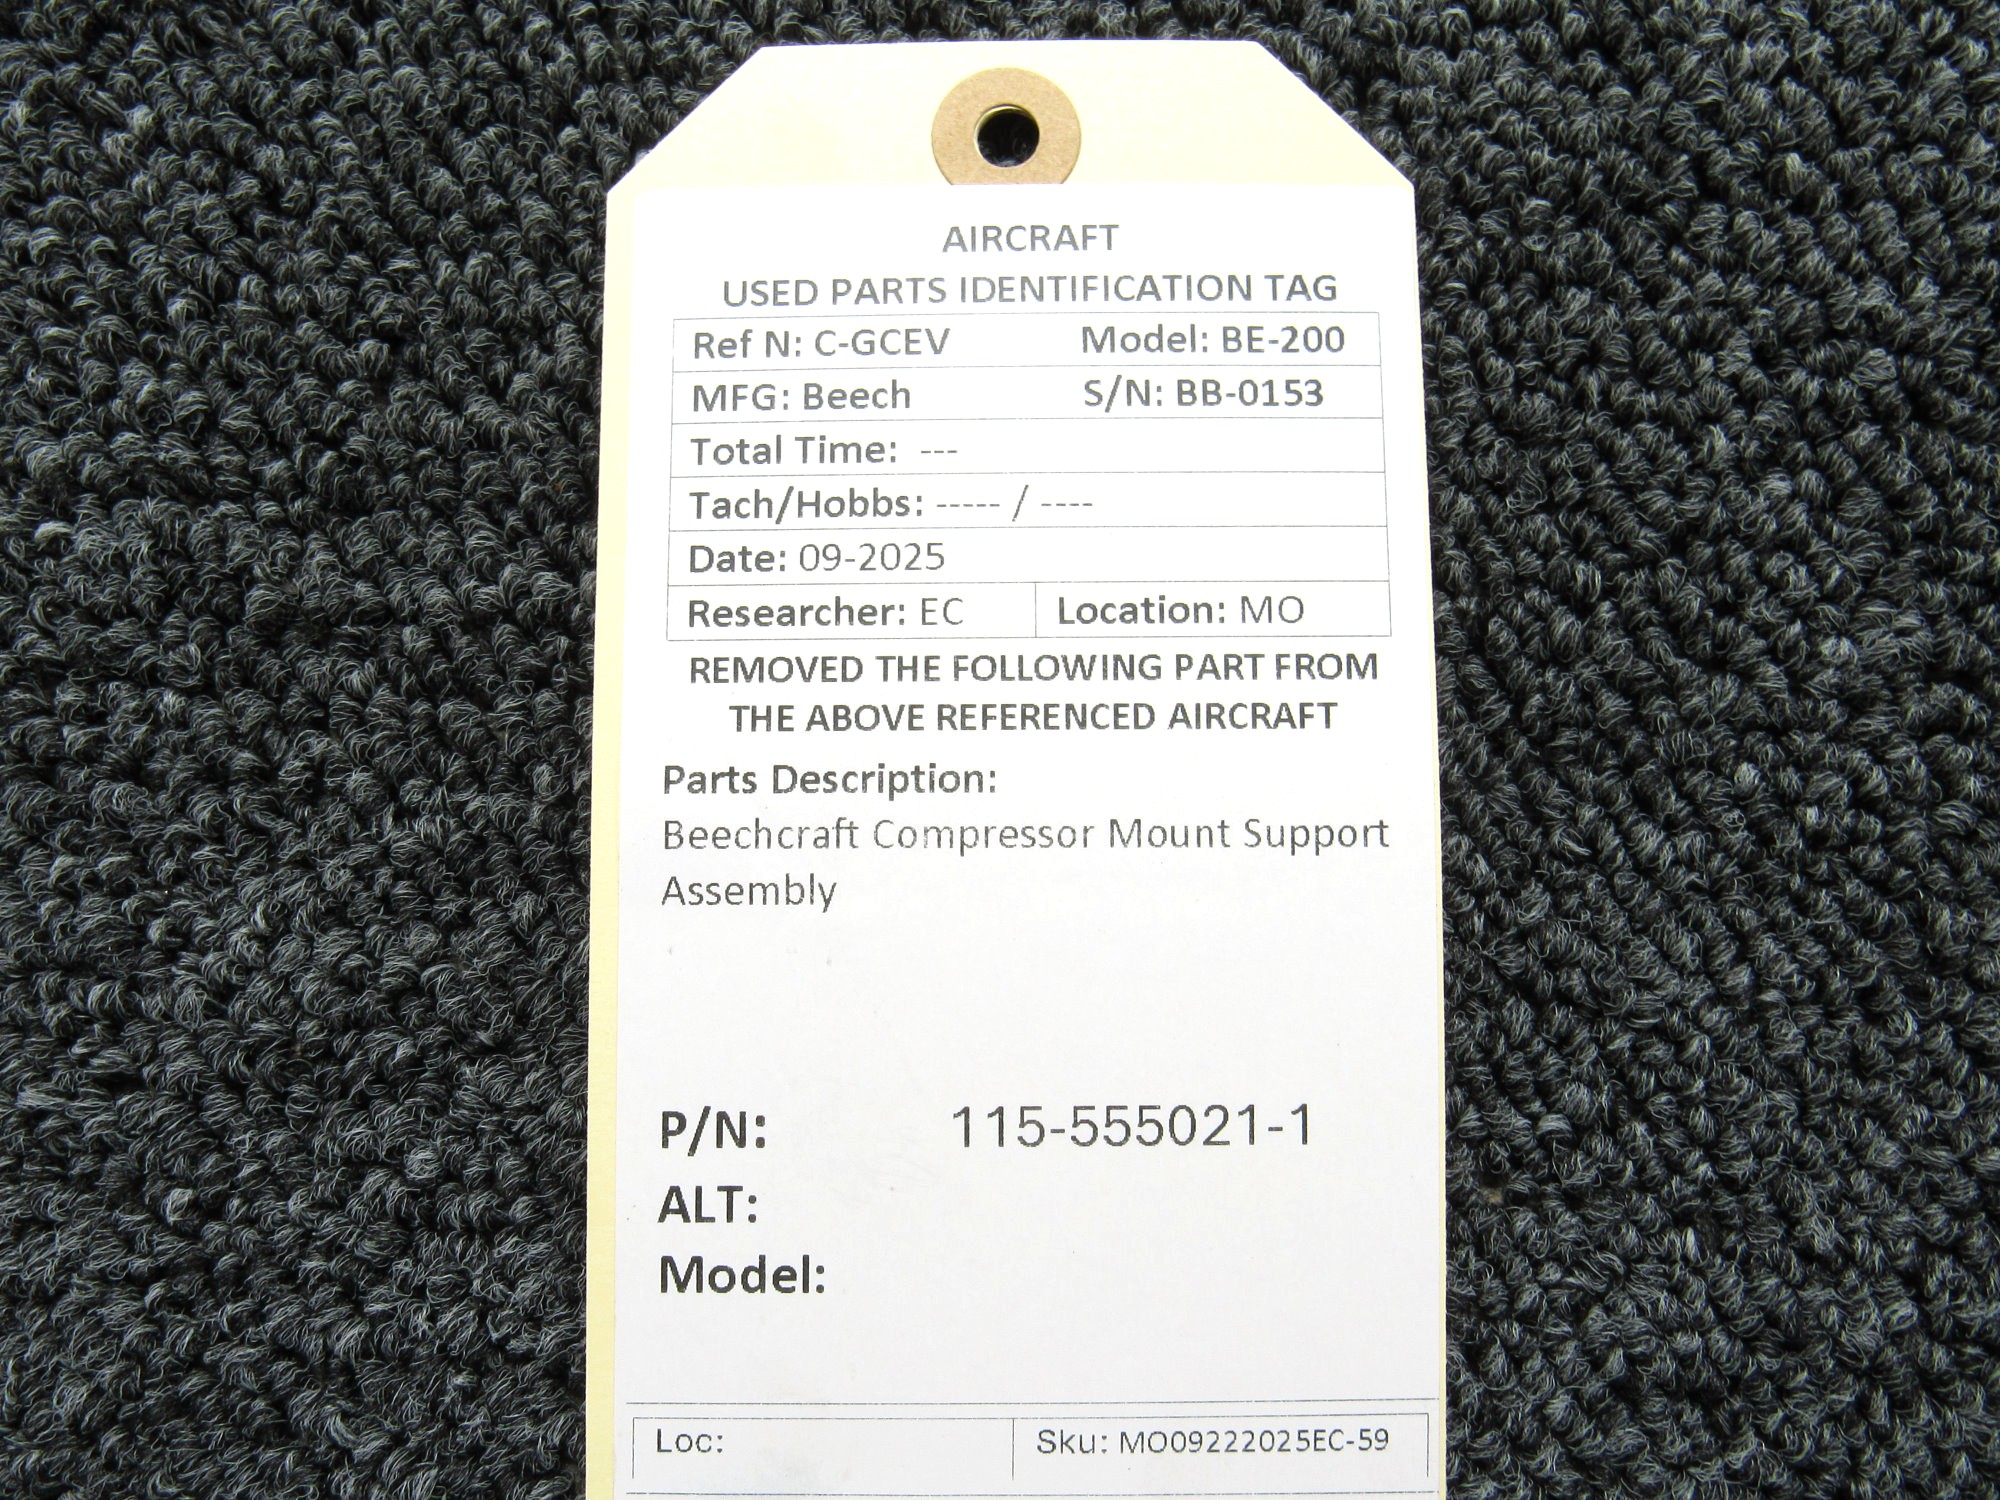 AIRCRAFT
USED PARTS IDENTIFICATION TAG
Ref N: C-GCEV Model: BE-200
MFG: Beech S/N: BB-0153
Total Time: ---
Tach/Hobbs: ----- / ----
Date: 09-2025
Researcher: EC Location: MO
REMOVED THE FOLLOWING PART FROM
THE ABOVE REFERENCED AIRCRAFT
Parts Description:
Beechcraft Compressor Mount Support
Assembly
P/N: 115-555021-1
ALT:
Model:
Loc: Sku: MO09222025EC-59